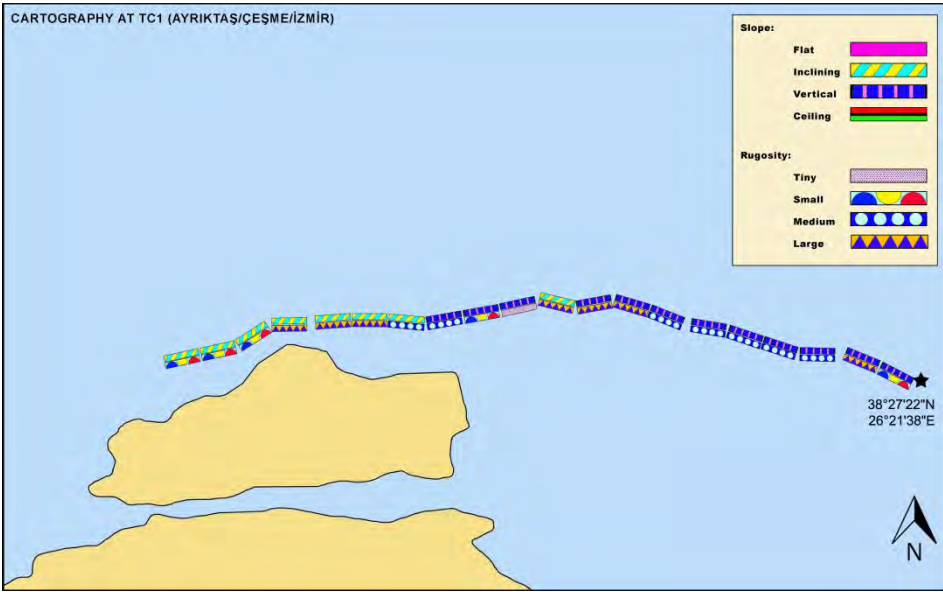 CARTOGRAPHY AT TC1 (AYRIKTAŞ/ÇEŞME/İZMİR)
Slope:
Flat
Inclining
Vertical
Ceiling
Rugosity:
Tiny
Small
Medium
Large
38°27'22"N
26°21'38"E
N